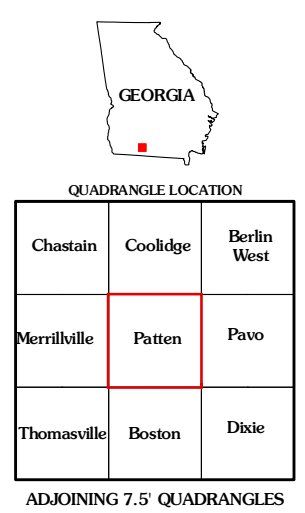 GEORGIA
QUADRANGLE LOCATION
Chastain
Coolidge
Berlin
West
Merrillville
Patten
Pavo
Thomasville
Boston
Dixie
ADJOINING 7.5' QUADRANGLES